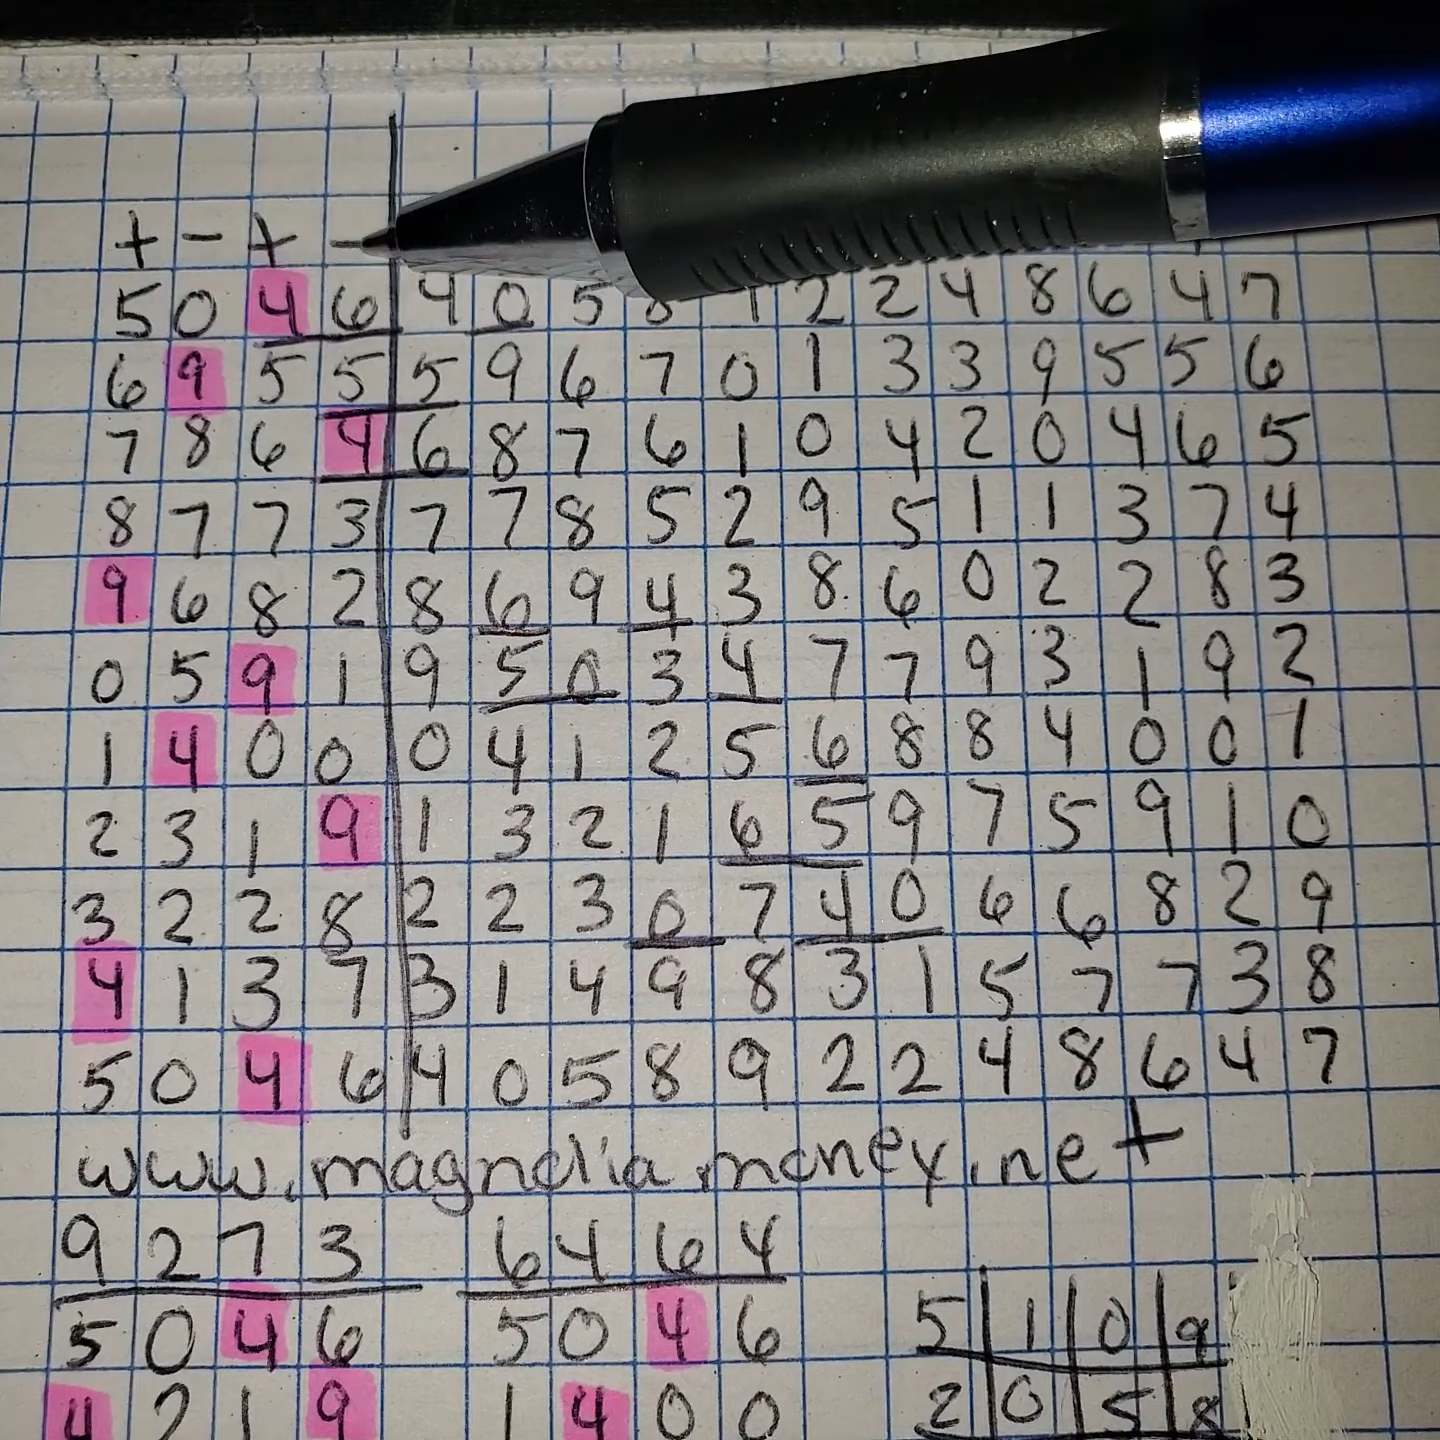 + - + -
5 0 4 6 4 0 5 8 9 2 2 4 8 6 4 7
6 9 5 5 5 9 6 7 0 1 3 3 9 5 5 6
7 8 6 4 6 8 7 6 1 0 4 2 0 4 6 5
8 7 7 3 7 7 8 5 2 9 5 1 1 3 7 4
9 6 8 2 8 6 9 4 3 8 6 0 2 2 8 3
0 5 9 1 9 5 0 3 4 7 7 9 3 1 9 2
1 4 0 0 0 4 1 2 5 6 8 8 4 0 0 1
2 3 1 9 1 3 2 1 6 5 9 7 5 9 1 0
3 2 2 8 2 2 3 0 7 4 0 6 6 8 2 9
4 1 3 7 3 1 4 9 8 3 1 5 7 7 3 8
5 0 4 6 4 0 5 8 9 2 2 4 8 6 4 7
www.magnolia.money.net
9 2 7 3 6 4 6 4
5 0 4 6 5 0 4 6 5 1 0 9
4 2 1 9 1 4 0 0 2 0 5 8